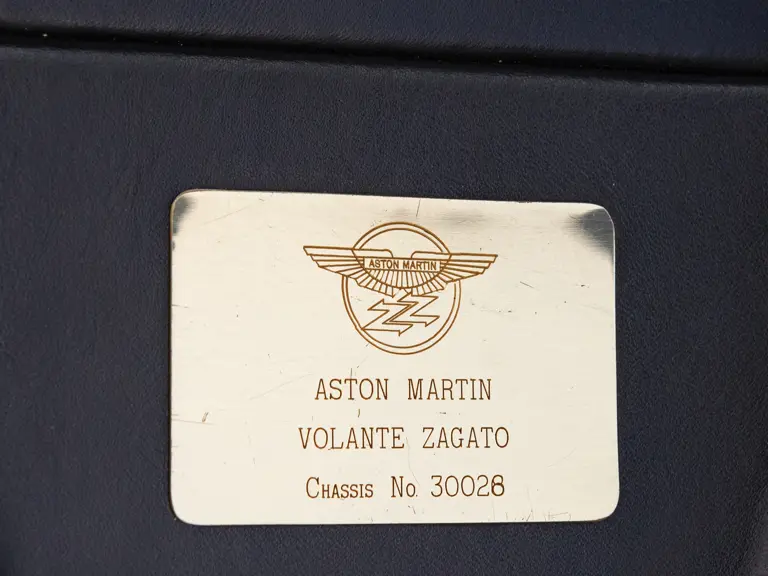 ASTON MARTIN
ASTON MARTIN
VOLANTE ZAGATO
CHASSIS No. 30028